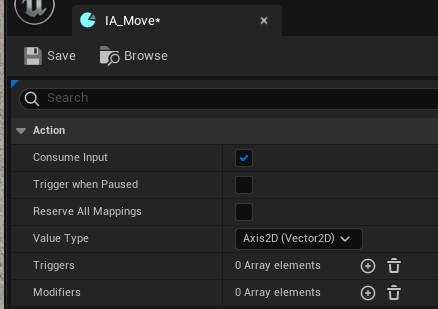 IA_Move*
Save Browse
Search
Action
Consume Input
Trigger when Paused
Reserve All Mappings
Value Type Axis2D (Vector2D)
Triggers 0 Array elements
Modifiers 0 Array elements